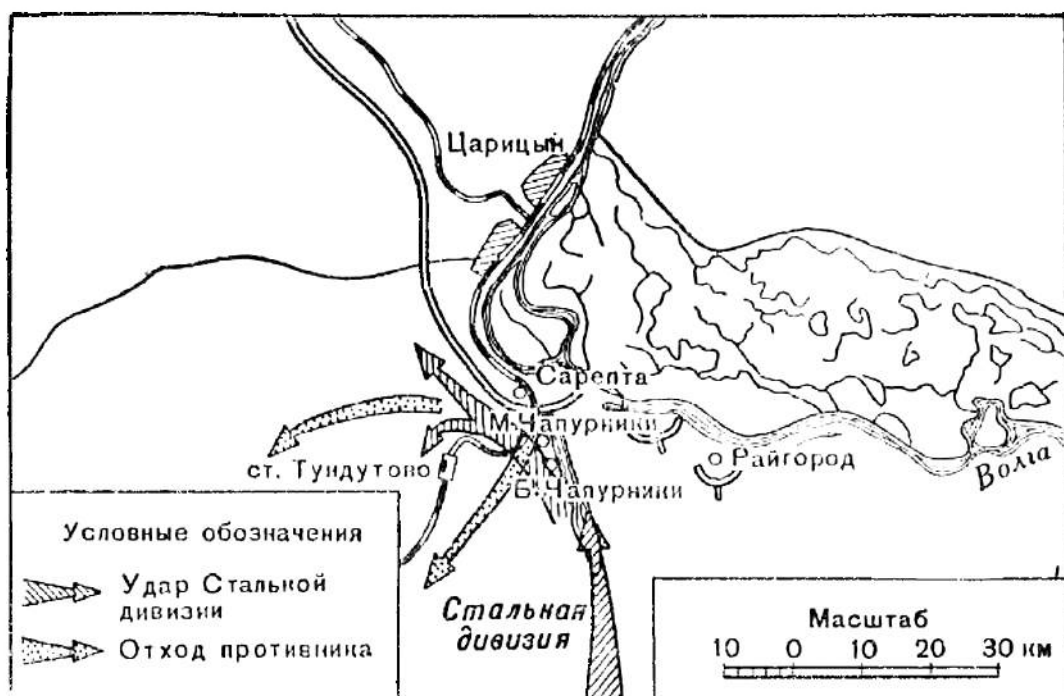 Царицын
Сарепта
М.Чапурники
ст. Тундутово
Райгород
Волга
Б. Чапурники
Условные обозначения
Удар Стальной
дивизии
Отход противника
Стальная
дивизия
Масштаб
10 0 10 20 30 км